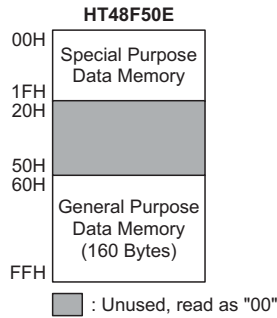 HT48F50E
00H
Special Purpose
Data Memory
1FH
20H
50H
60H
General Purpose
Data Memory
(160 Bytes)
FFH
: Unused, read as "00"